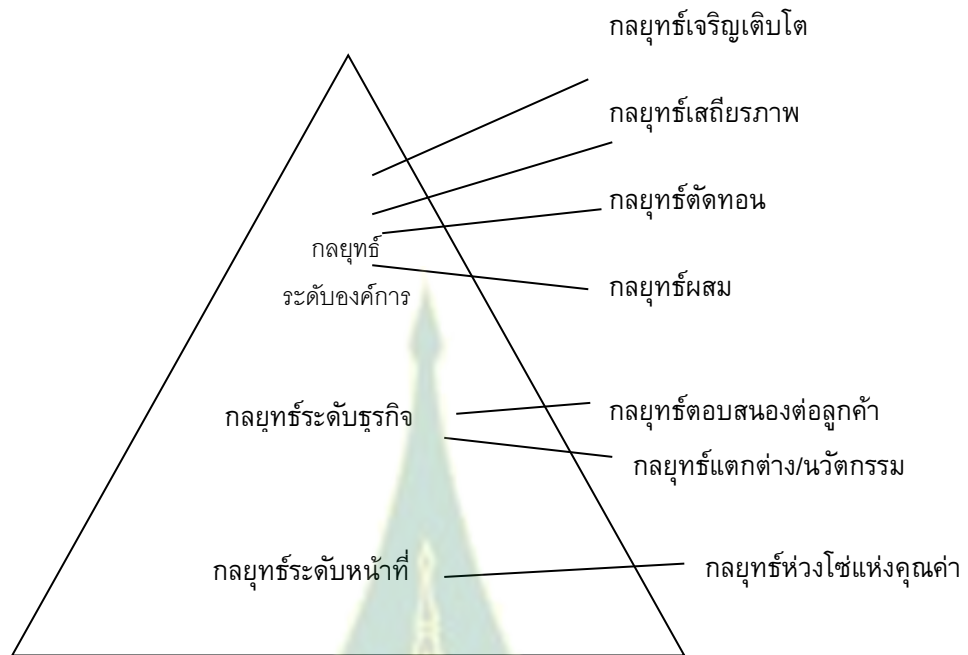 กลยุทธ์เจริญเติบโต
กลยุทธ์เสถียรภาพ
กลยุทธ์ตัดทอน
กลยุทธ์
ระดับองค์การ
กลยุทธ์ผสม
กลยุทธ์ระดับธุรกิจ
กลยุทธ์ตอบสนองต่อลูกค้า
กลยุทธ์แตกต่าง/นวัตกรรม
กลยุทธ์ระดับหน้าที่
กลยุทธ์ห่วงโซ่แห่งคุณค่า